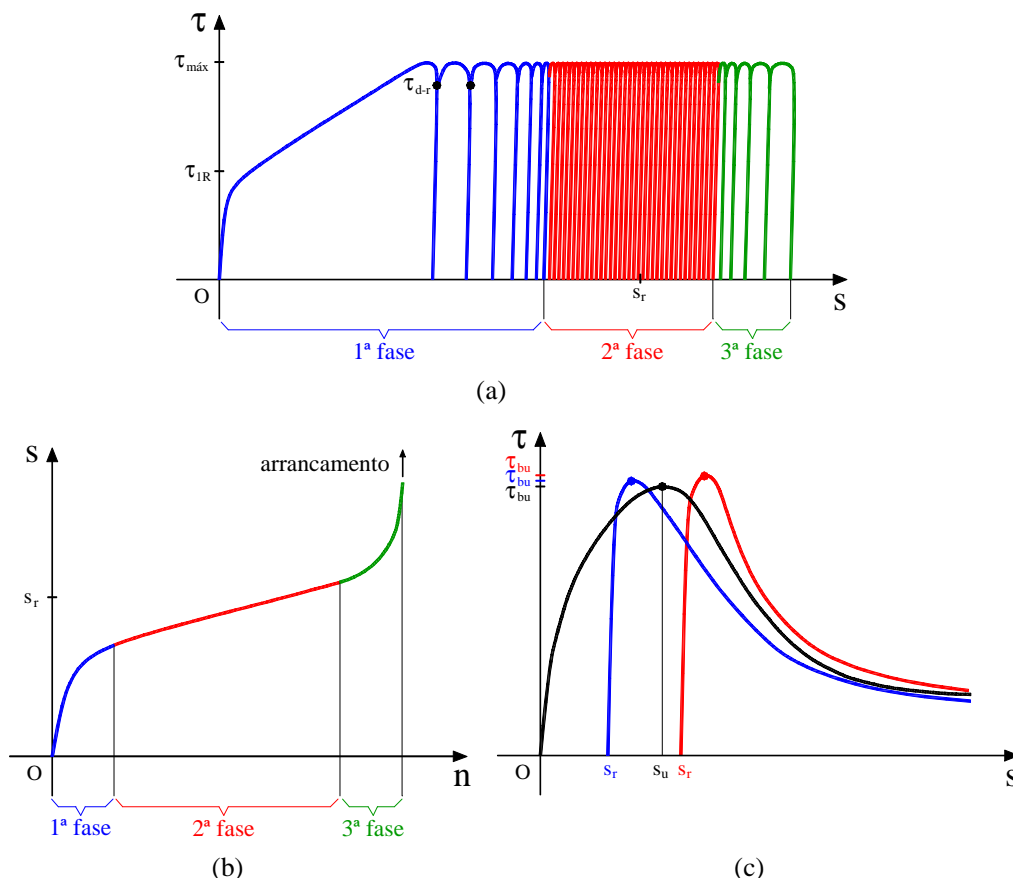 τ
τmáx
τd-r
τ1R
O
sr
s
1ª fase
2ª fase
3ª fase
(a)
s
arrancamento
sr
O
n
1ª fase
2ª fase
3ª fase
(b)
τ
τbu
τbu
τbu
O
sr
su
sr
s
(c)